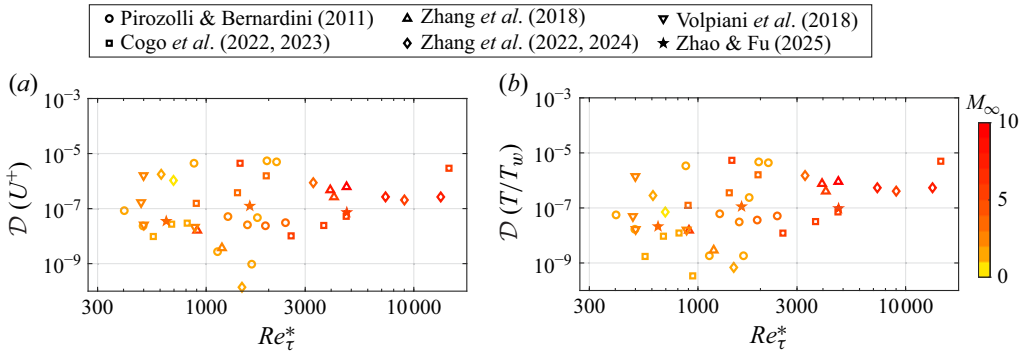 Pirozolli & Bernardini (2011) Zhang et al. (2018) Volpiani et al. (2018)
Cogo et al. (2022, 2023) Zhang et al. (2022, 2024) Zhao & Fu (2025)
(a) (b)
10⁻³ 10⁻³ M∞
10
10⁻⁵ 10⁻⁵
𝒟 (U⁺) 𝒟 (T/T_w) 5
10⁻⁷ 10⁻⁷
10⁻⁹ 10⁻⁹ 0
300 1000 3000 10000 300 1000 3000 10000
Re*_τ Re*_τ